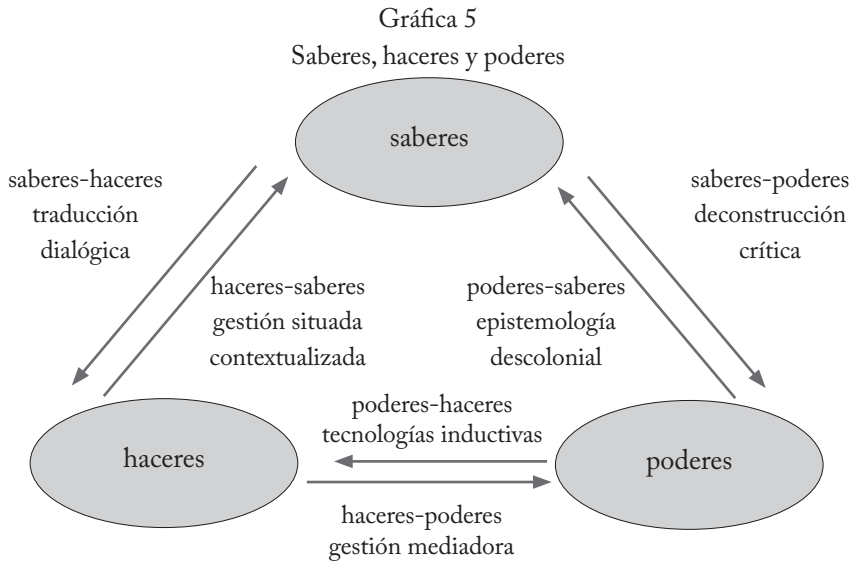 Gráfica 5
Saberes, haceres y poderes
saberes
saberes-haceres
traducción
dialógica
saberes-poderes
deconstrucción
crítica
haceres-saberes
gestión situada
contextualizada
poderes-saberes
epistemología
descolonial
poderes-haceres
tecnologías inductivas
haceres
poderes
haceres-poderes
gestión mediadora